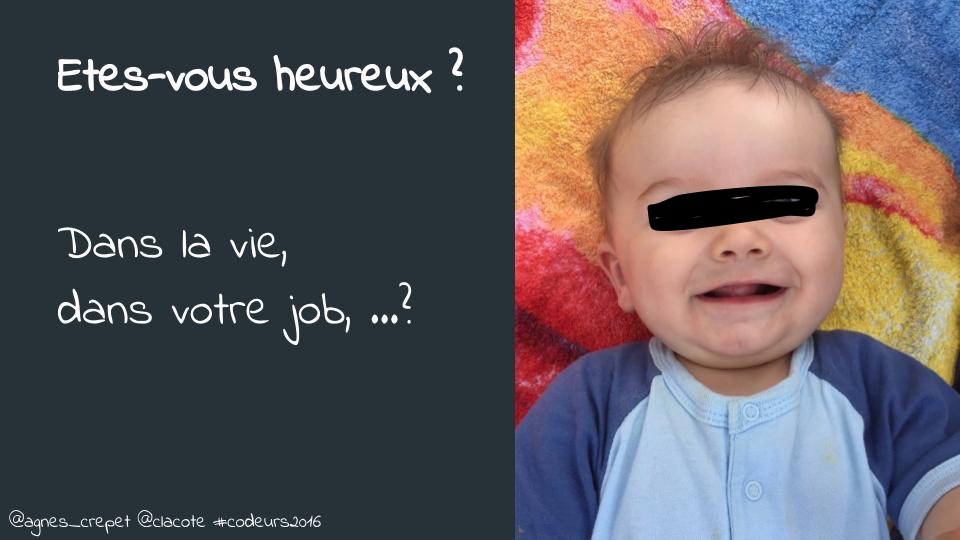 Etes-vous heureux ?
Dans la vie,
dans votre job, ...?
@agnes_crepet @clacote #codeurs2016